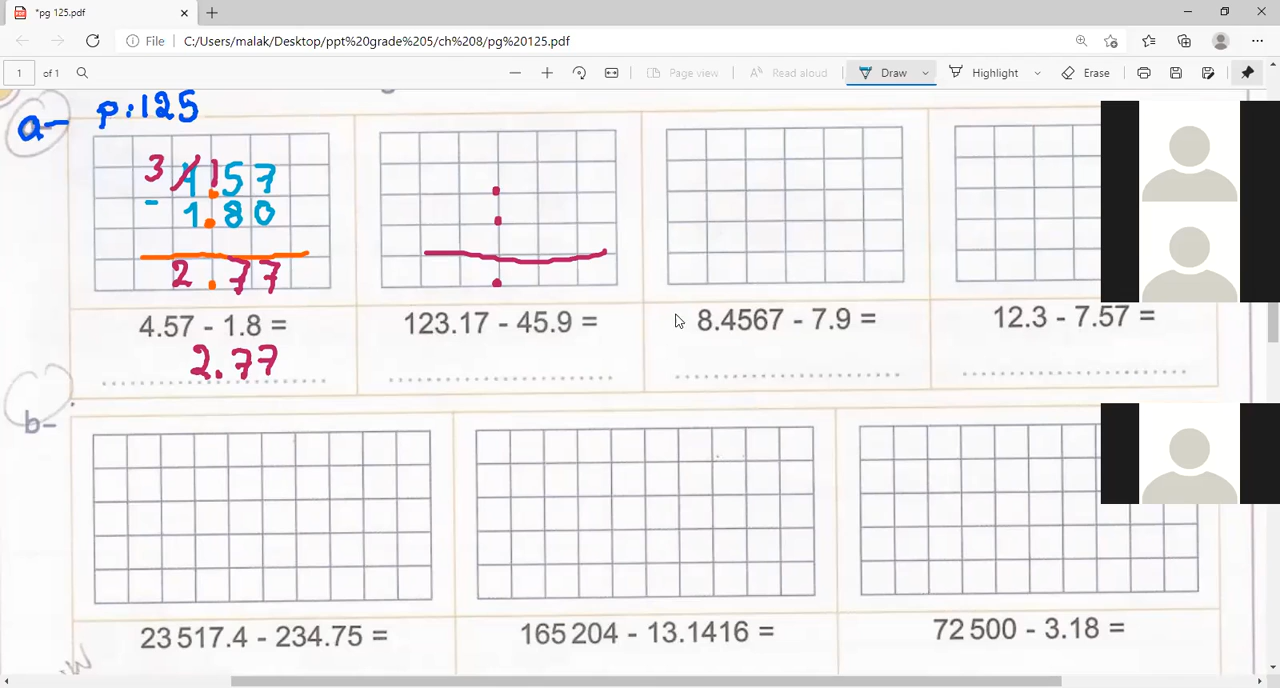 *pg 125.pdf
File C:/Users/malak/Desktop/ppt%20grade%205/ch%208/pg%20125.pdf
1 of 1 Page view Read aloud Draw Highlight Erase
a- p:125
3 4 1 5 7
- 1.80
2.77
4.57 - 1.8 = 123.17 - 45.9 = 8.4567 - 7.9 = 12.3 - 7.57 =
2.77
b-
23 517.4 - 234.75 = 165 204 - 13.1416 = 72 500 - 3.18 =